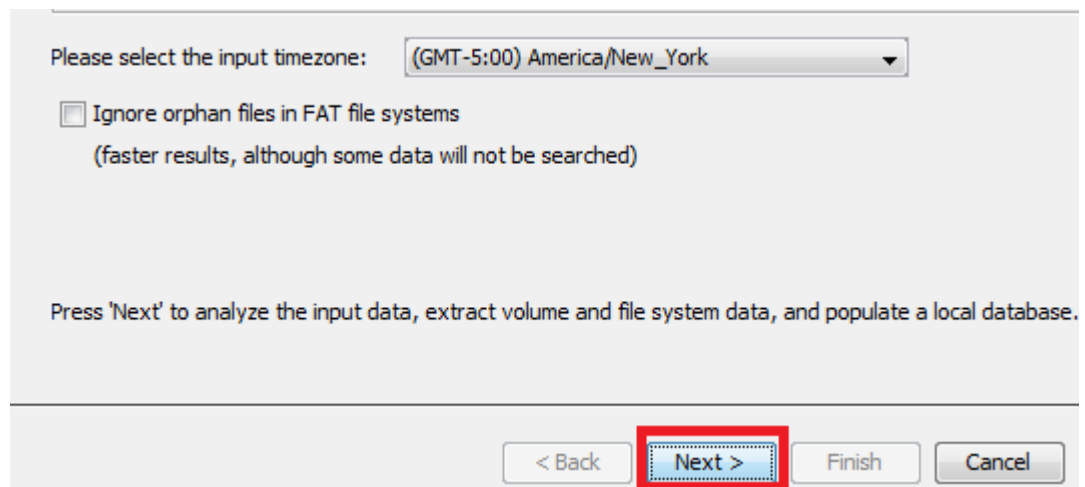 Please select the input timezone: (GMT-5:00) America/New_York
Ignore orphan files in FAT file systems
(faster results, although some data will not be searched)
Press 'Next' to analyze the input data, extract volume and file system data, and populate a local database.
< Back Next > Finish Cancel